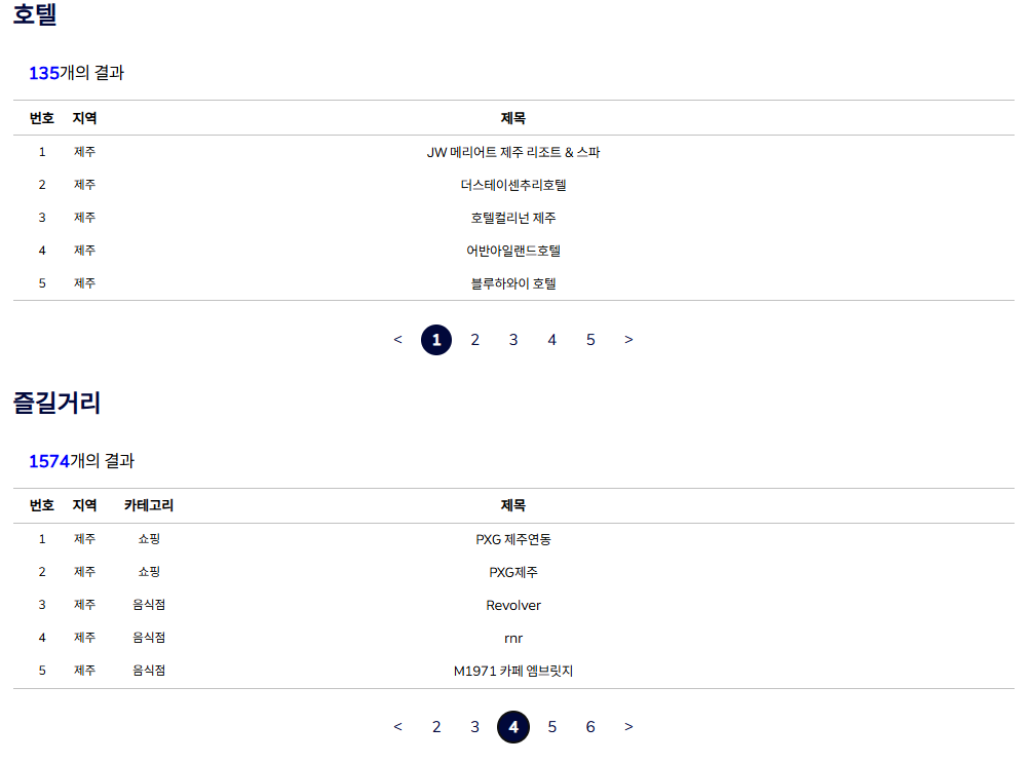 호텔
135개의 결과
번호 지역 제목
1 제주 JW 메리어트 제주 리조트 & 스파
2 제주 더스테이센추리호텔
3 제주 호텔컬리넌 제주
4 제주 어반아일랜드호텔
5 제주 블루하와이 호텔
< 1 2 3 4 5 >
즐길거리
1574개의 결과
번호 지역 카테고리 제목
1 제주 쇼핑 PXG 제주연동
2 제주 쇼핑 PXG제주
3 제주 음식점 Revolver
4 제주 음식점 rnr
5 제주 음식점 M1971 카페 엠브릿지
< 2 3 4 5 6 >